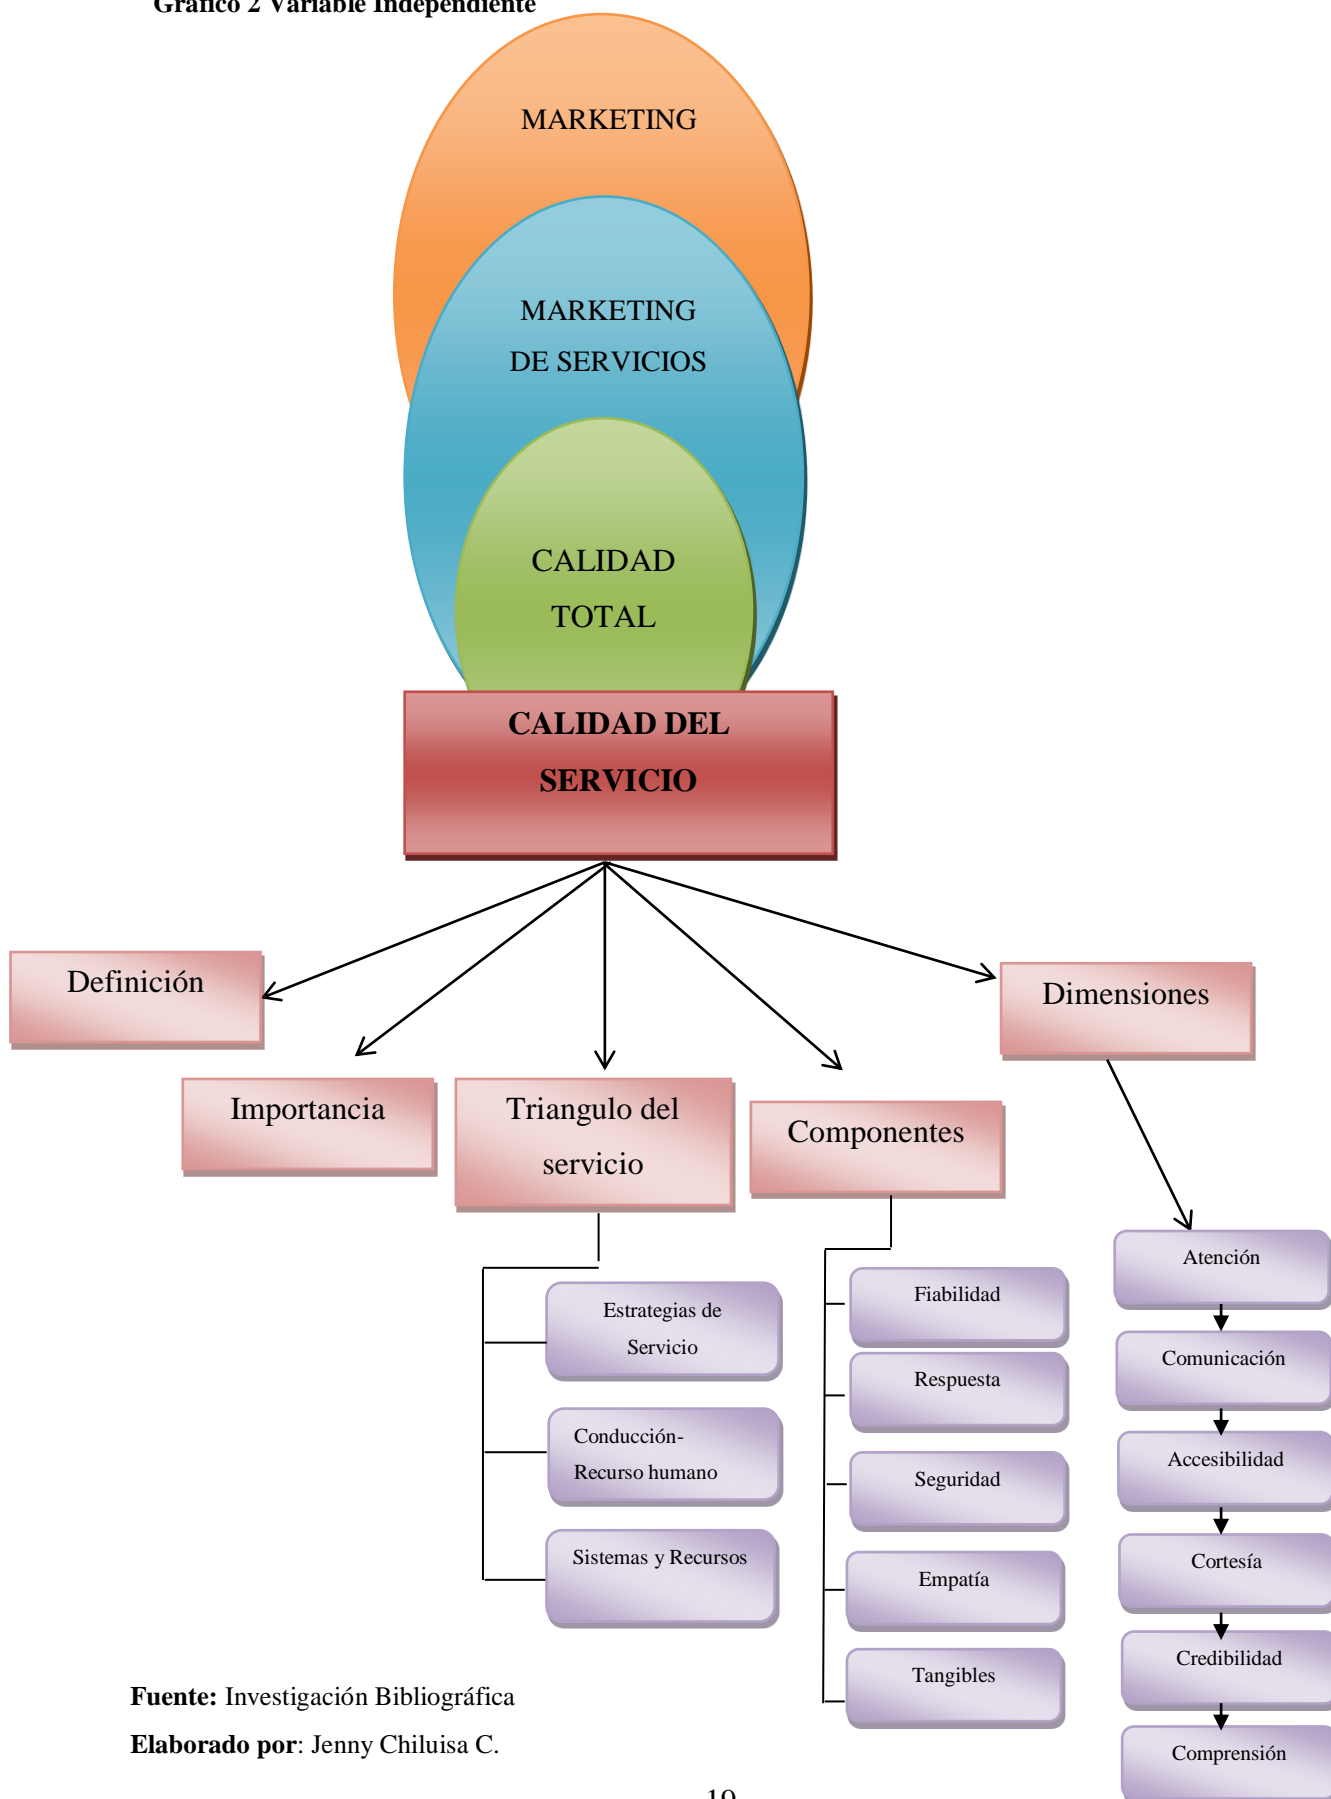 Gráfico 2 Variable Independiente
MARKETING
MARKETING
DE SERVICIOS
CALIDAD
TOTAL
CALIDAD DEL
SERVICIO
Definición
Dimensiones
Importancia
Triangulo del
servicio
Componentes
Estrategias de
Servicio
Conducción-
Recurso humano
Sistemas y Recursos
Fiabilidad
Respuesta
Seguridad
Empatía
Tangibles
Atención
Comunicación
Accesibilidad
Cortesía
Credibilidad
Comprensión
Fuente: Investigación Bibliográfica
Elaborado por: Jenny Chiluisa C.
19